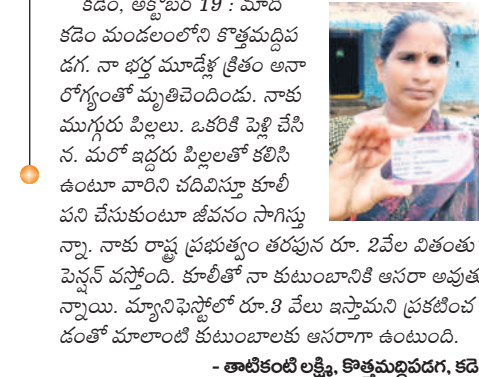 కడెం, అక్టోబర్ 19 : మాది
కడెం మండలంలోని కొత్తమద్దిప
డగ. నా భర్త మూడేళ్ల క్రితం అనా
రోగ్యంతో మృతిచెందిండు. నాకు
ముగ్గురు పిల్లలు. ఒకరికి పెళ్లి చేసి
న. మరో ఇద్దరు పిల్లలతో కలిసి
ఉంటూ వారిని చదివిస్తూ కూలీ
పని చేసుకుంటూ జీవనం సాగిస్తు
న్నా. నాకు రాష్ట్ర ప్రభుత్వం తరఫున రూ. 2వేల వితంతు
పెన్షన్ వస్తోంది. కూలీతో నా కుటుంబానికి ఆసరా అవుతు
న్నాయి. మ్యానిఫెస్టోలో రూ.3 వేలు ఇస్తామని ప్రకటించ
డంతో మాలాంటి కుటుంబాలకు ఆసరాగా ఉంటుంది.
- తాటికంటి లక్ష్మి, కొత్తమద్దిపడగ, కడె